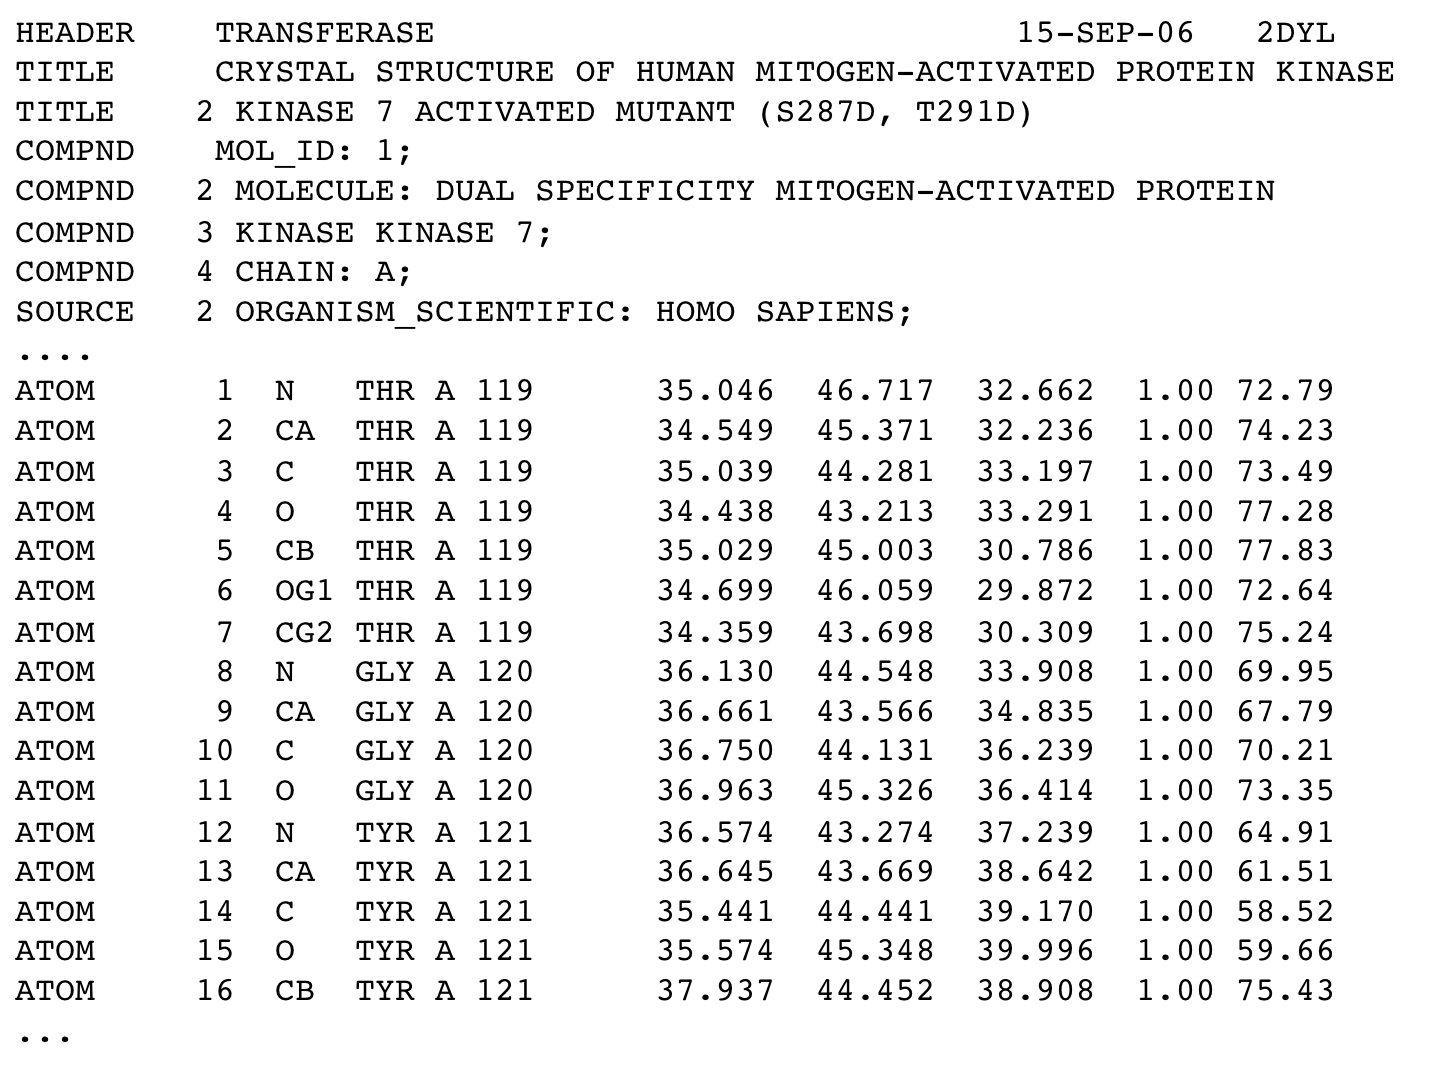 HEADER    TRANSFERASE                             15-SEP-06   2DYL
TITLE     CRYSTAL STRUCTURE OF HUMAN MITOGEN-ACTIVATED PROTEIN KINASE
TITLE    2 KINASE 7 ACTIVATED MUTANT (S287D, T291D)
COMPND    MOL_ID: 1;
COMPND   2 MOLECULE: DUAL SPECIFICITY MITOGEN-ACTIVATED PROTEIN
COMPND   3 KINASE KINASE 7;
COMPND   4 CHAIN: A;
SOURCE   2 ORGANISM_SCIENTIFIC: HOMO SAPIENS;
....
ATOM      1  N   THR A 119      35.046  46.717  32.662  1.00 72.79
ATOM      2  CA  THR A 119      34.549  45.371  32.236  1.00 74.23
ATOM      3  C   THR A 119      35.039  44.281  33.197  1.00 73.49
ATOM      4  O   THR A 119      34.438  43.213  33.291  1.00 77.28
ATOM      5  CB  THR A 119      35.029  45.003  30.786  1.00 77.83
ATOM      6  OG1 THR A 119      34.699  46.059  29.872  1.00 72.64
ATOM      7  CG2 THR A 119      34.359  43.698  30.309  1.00 75.24
ATOM      8  N   GLY A 120      36.130  44.548  33.908  1.00 69.95
ATOM      9  CA  GLY A 120      36.661  43.566  34.835  1.00 67.79
ATOM     10  C   GLY A 120      36.750  44.131  36.239  1.00 70.21
ATOM     11  O   GLY A 120      36.963  45.326  36.414  1.00 73.35
ATOM     12  N   TYR A 121      36.574  43.274  37.239  1.00 64.91
ATOM     13  CA  TYR A 121      36.645  43.669  38.642  1.00 61.51
ATOM     14  C   TYR A 121      35.441  44.441  39.170  1.00 58.52
ATOM     15  O   TYR A 121      35.574  45.348  39.996  1.00 59.66
ATOM     16  CB  TYR A 121      37.937  44.452  38.908  1.00 75.43
...